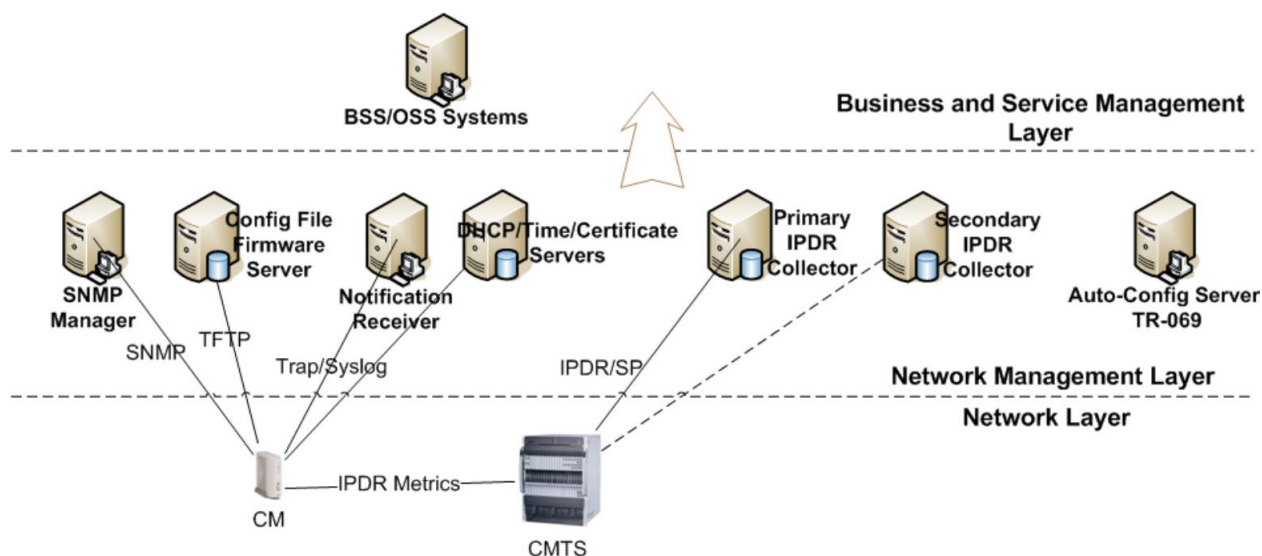 BSS/OSS Systems
Business and Service Management
Layer
Config File
Firmware
Server
DHCP/Time/Certificate
Servers
Primary
IPDR
Collector
Secondary
IPDR
Collector
SNMP
Manager
Notification
Receiver
Auto-Config Server
TR-069
SNMP
TFTP
Trap/Syslog
IPDR/SP
Network Management Layer
Network Layer
IPDR Metrics
CM
CMTS